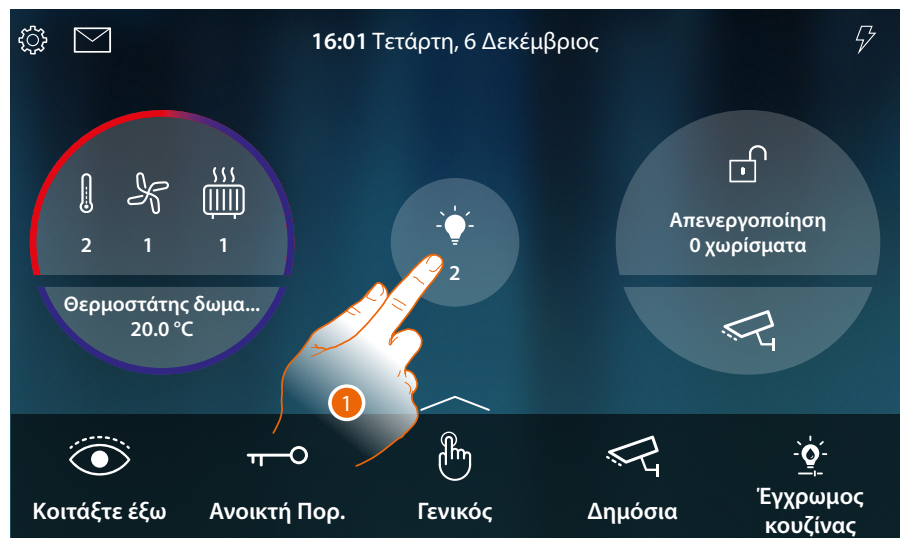 16:01 Τετάρτη, 6 Δεκέμβριος
2 1 1
Θερμοστάτης δωμα...
20.0 °C
2
Απενεργοποίηση
0 χωρίσματα
1
Κοιτάξτε έξω
Ανοικτή Πορ.
Γενικός
Δημόσια
Έγχρωμος
κουζίνας